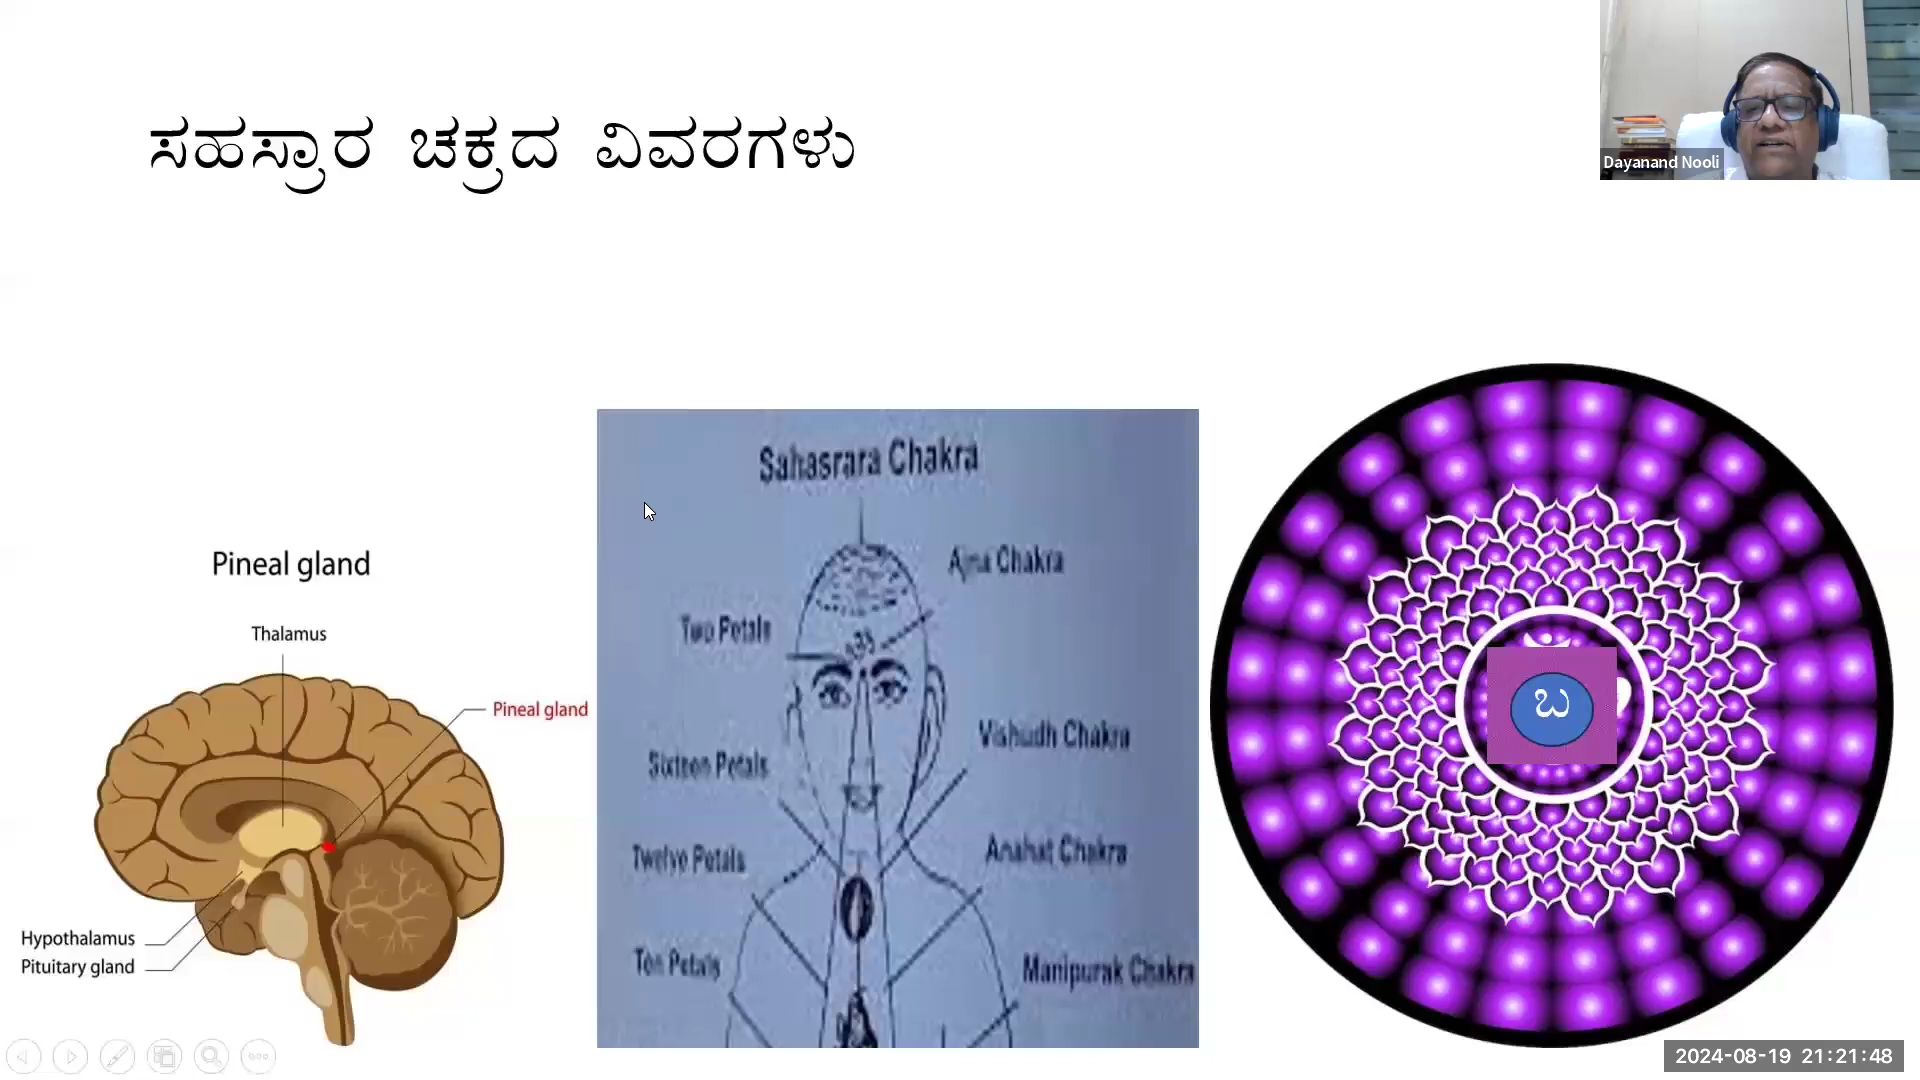 ಸಹಸ್ರಾರ ಚಕ್ರದ ವಿವರಗಳು
Dayanand Nooli
Sahasrara Chakra
Ajna Chakra
Two Petals
Vishudh Chakra
Sixteen Petals
Anahat Chakra
Twelve Petals
Manipurak Chakra
Ten Petals
Pineal gland
Thalamus
Pineal gland
Hypothalamus
Pituitary gland
ಬ
2024-08-19 21:21:48